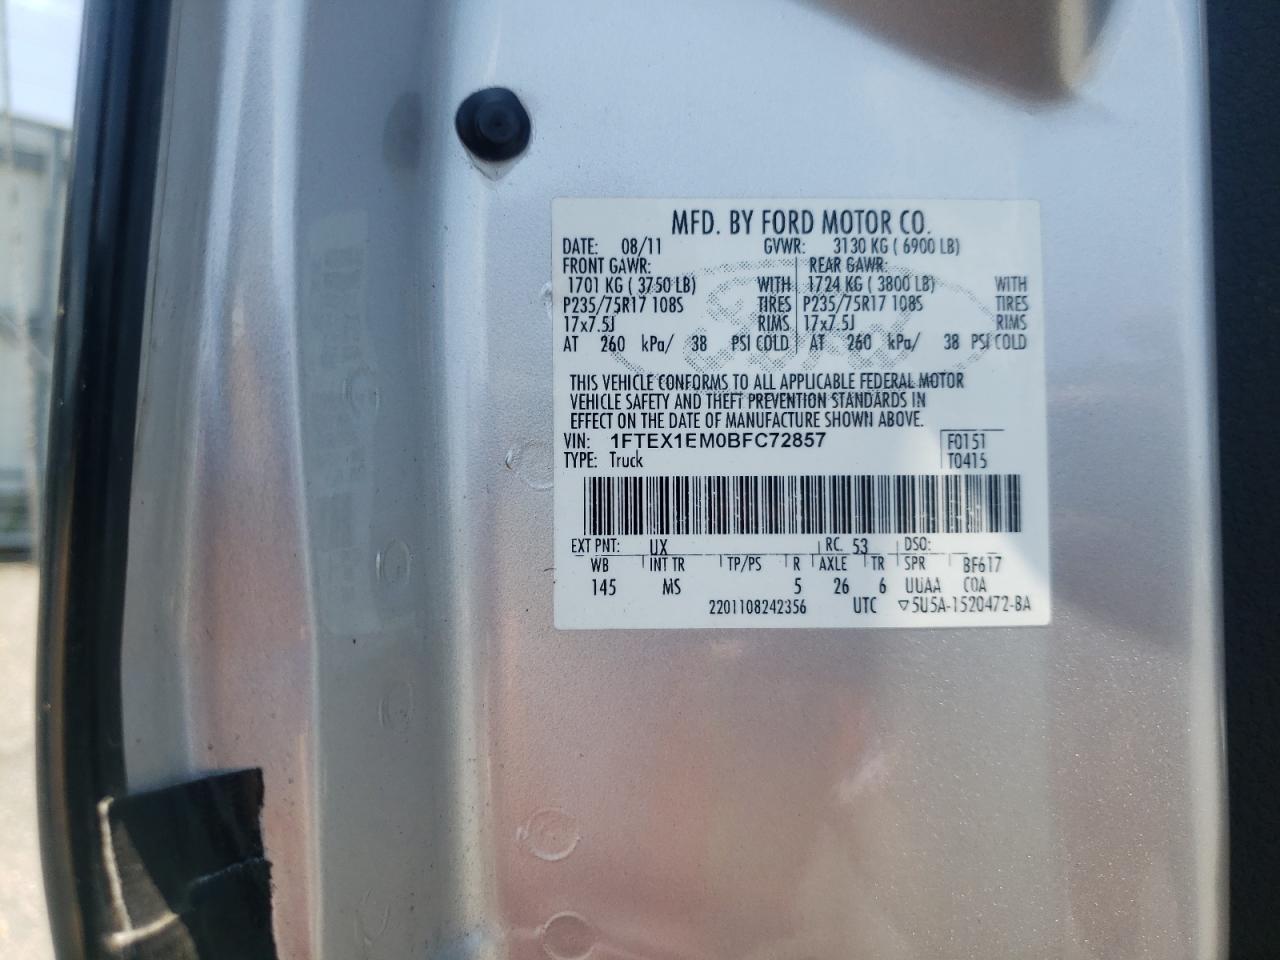 MFD. BY FORD MOTOR CO.
DATE: 08/11 GVWR: 3130 KG ( 6900 LB)
FRONT GAWR: REAR GAWR:
1701 KG ( 3750 LB) WITH 1724 KG ( 3800 LB) WITH
P235/75R17 108S TIRES P235/75R17 108S TIRES
17x7.5J RIMS 17x7.5J RIMS
AT 260 kPa/ 38 PSI COLD AT 260 kPa/ 38 PSI COLD
Ford
THIS VEHICLE CONFORMS TO ALL APPLICABLE FEDERAL MOTOR
VEHICLE SAFETY AND THEFT PREVENTION STANDARDS IN
EFFECT ON THE DATE OF MANUFACTURE SHOWN ABOVE.
VIN: 1FTEX1EM0BFC72857 F0151
TYPE: Truck T0415
EXT PNT: UX RC. 53 DSO:
WB INT TR TP/PS R AXLE TR SPR BF617
145 MS 5 26 6 UUAA COA
2201108242356 UTC ▽5U5A-1520472-BA